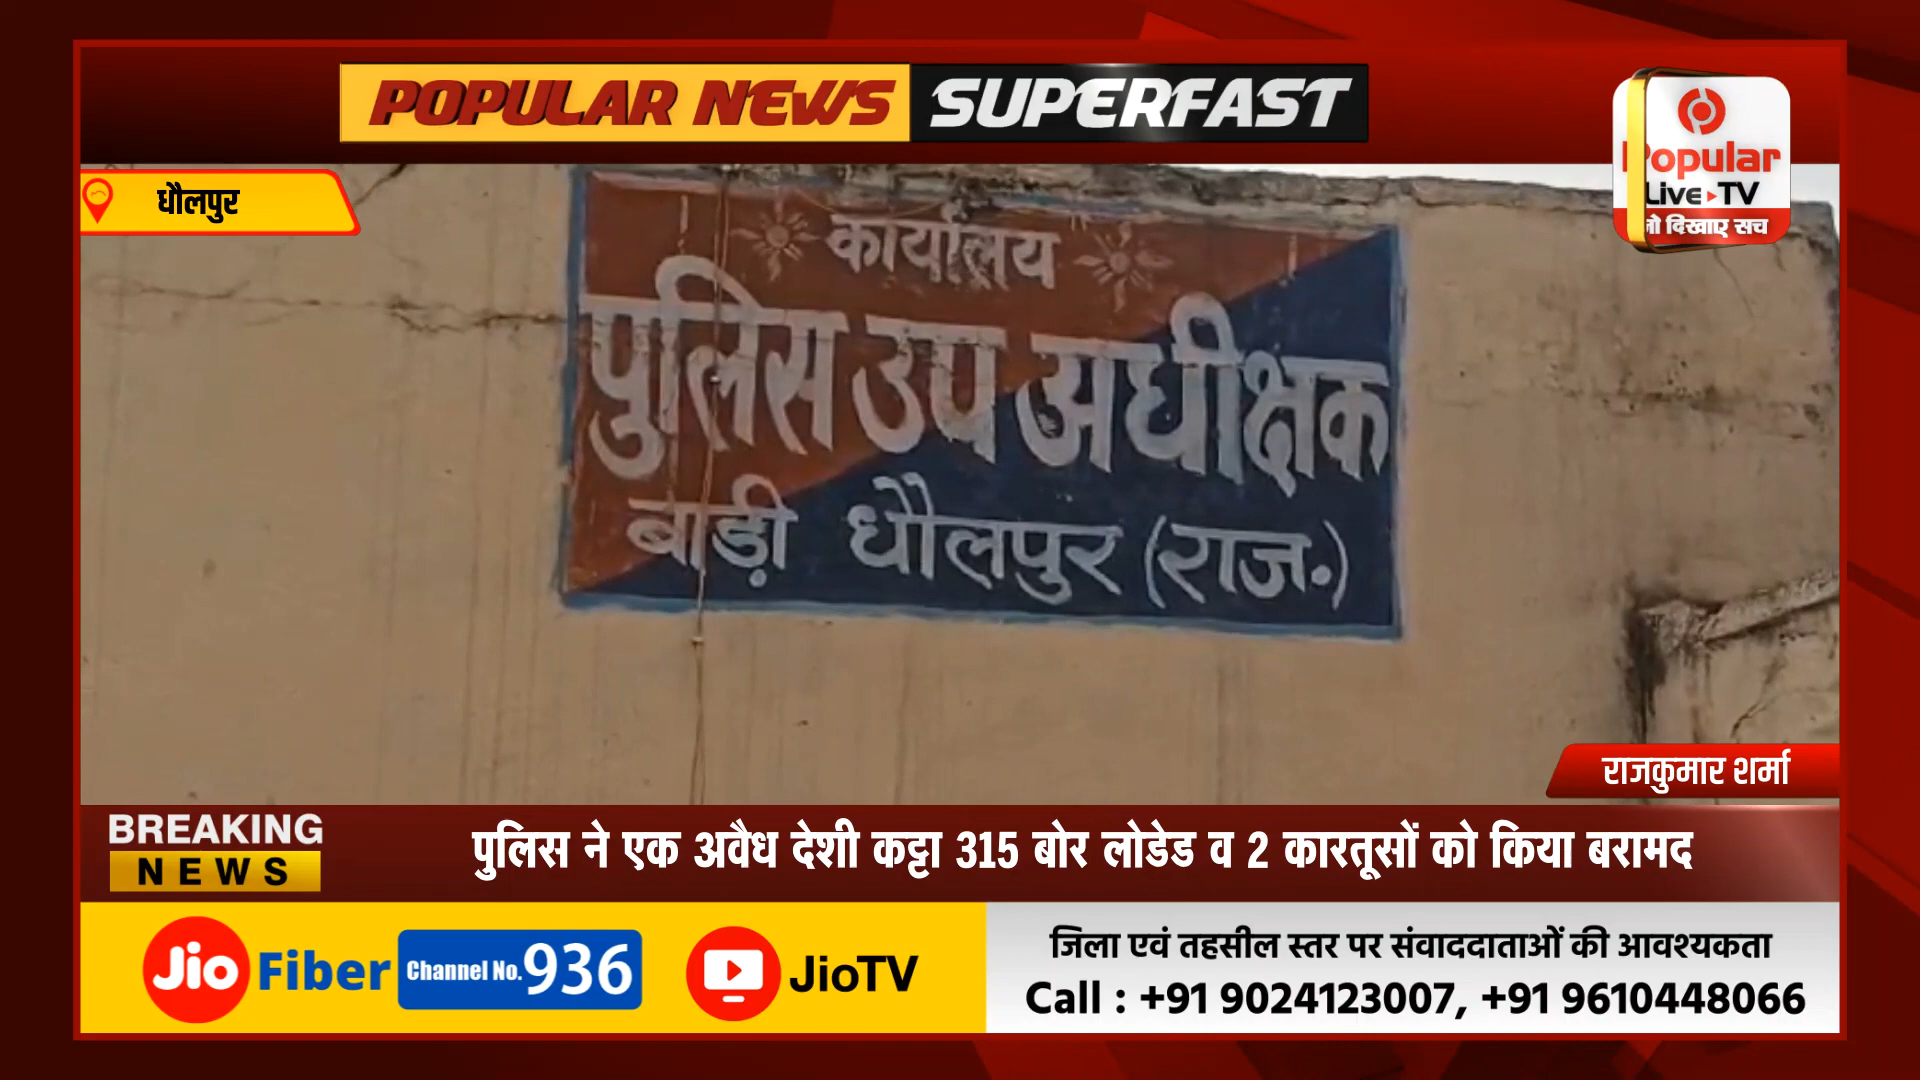 POPULAR NEWS SUPERFAST
Popular
Live TV
जो दिखाए सच
धौलपुर
कार्यालय
पुलिस उप अधीक्षक
बाड़ी धौलपुर (राज.)
राजकुमार शर्मा
BREAKING
NEWS
पुलिस ने एक अवैध देशी कट्टा 315 बोर लोडेड व 2 कारतूसों को किया बरामद
Jio Fiber Channel No. 936 JioTV
जिला एवं तहसील स्तर पर संवाददाताओं की आवश्यकता
Call : +91 9024123007, +91 9610448066